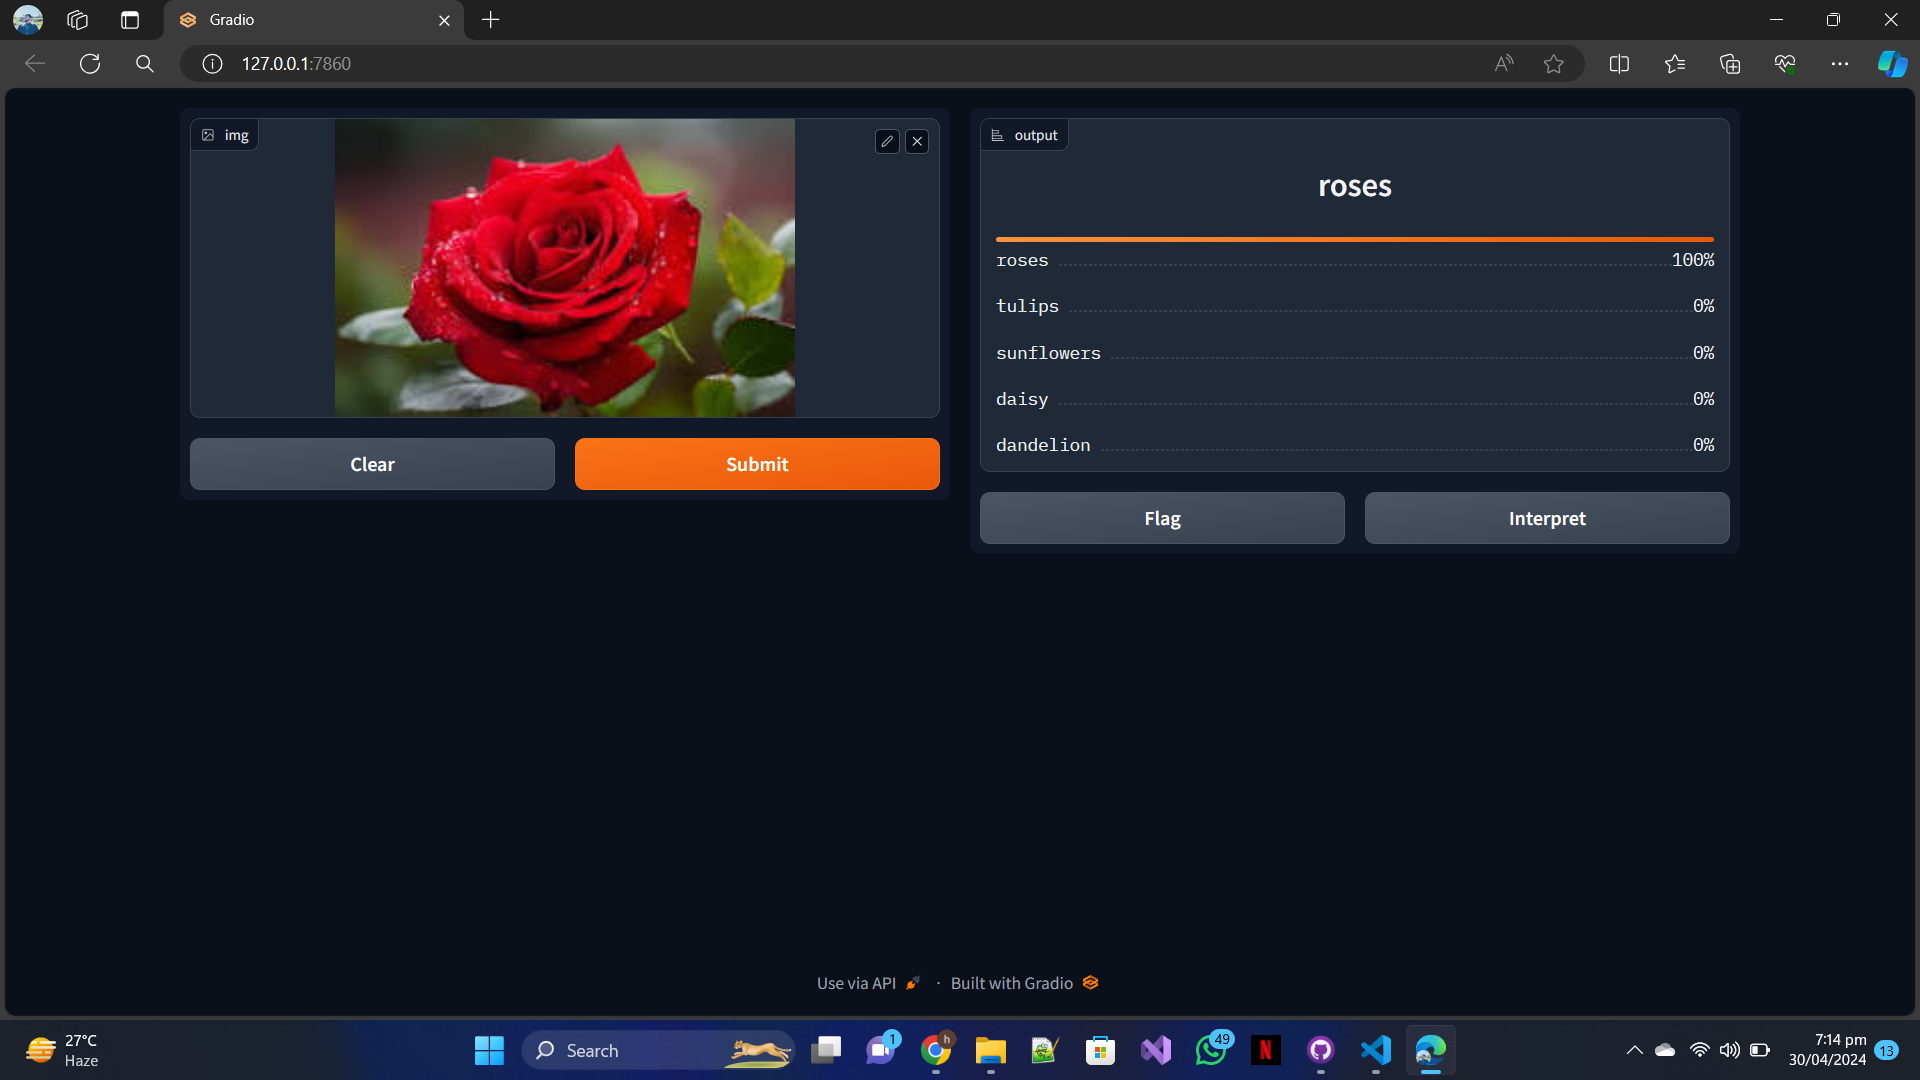 Gradio
127.0.0.1:7860
img
output
roses
roses 100%
tulips 0%
sunflowers 0%
daisy 0%
dandelion 0%
Clear
Submit
Flag
Interpret
Use via API · Built with Gradio
27°C
Haze
Search
1
h
49
N
7:14 pm
30/04/2024
13